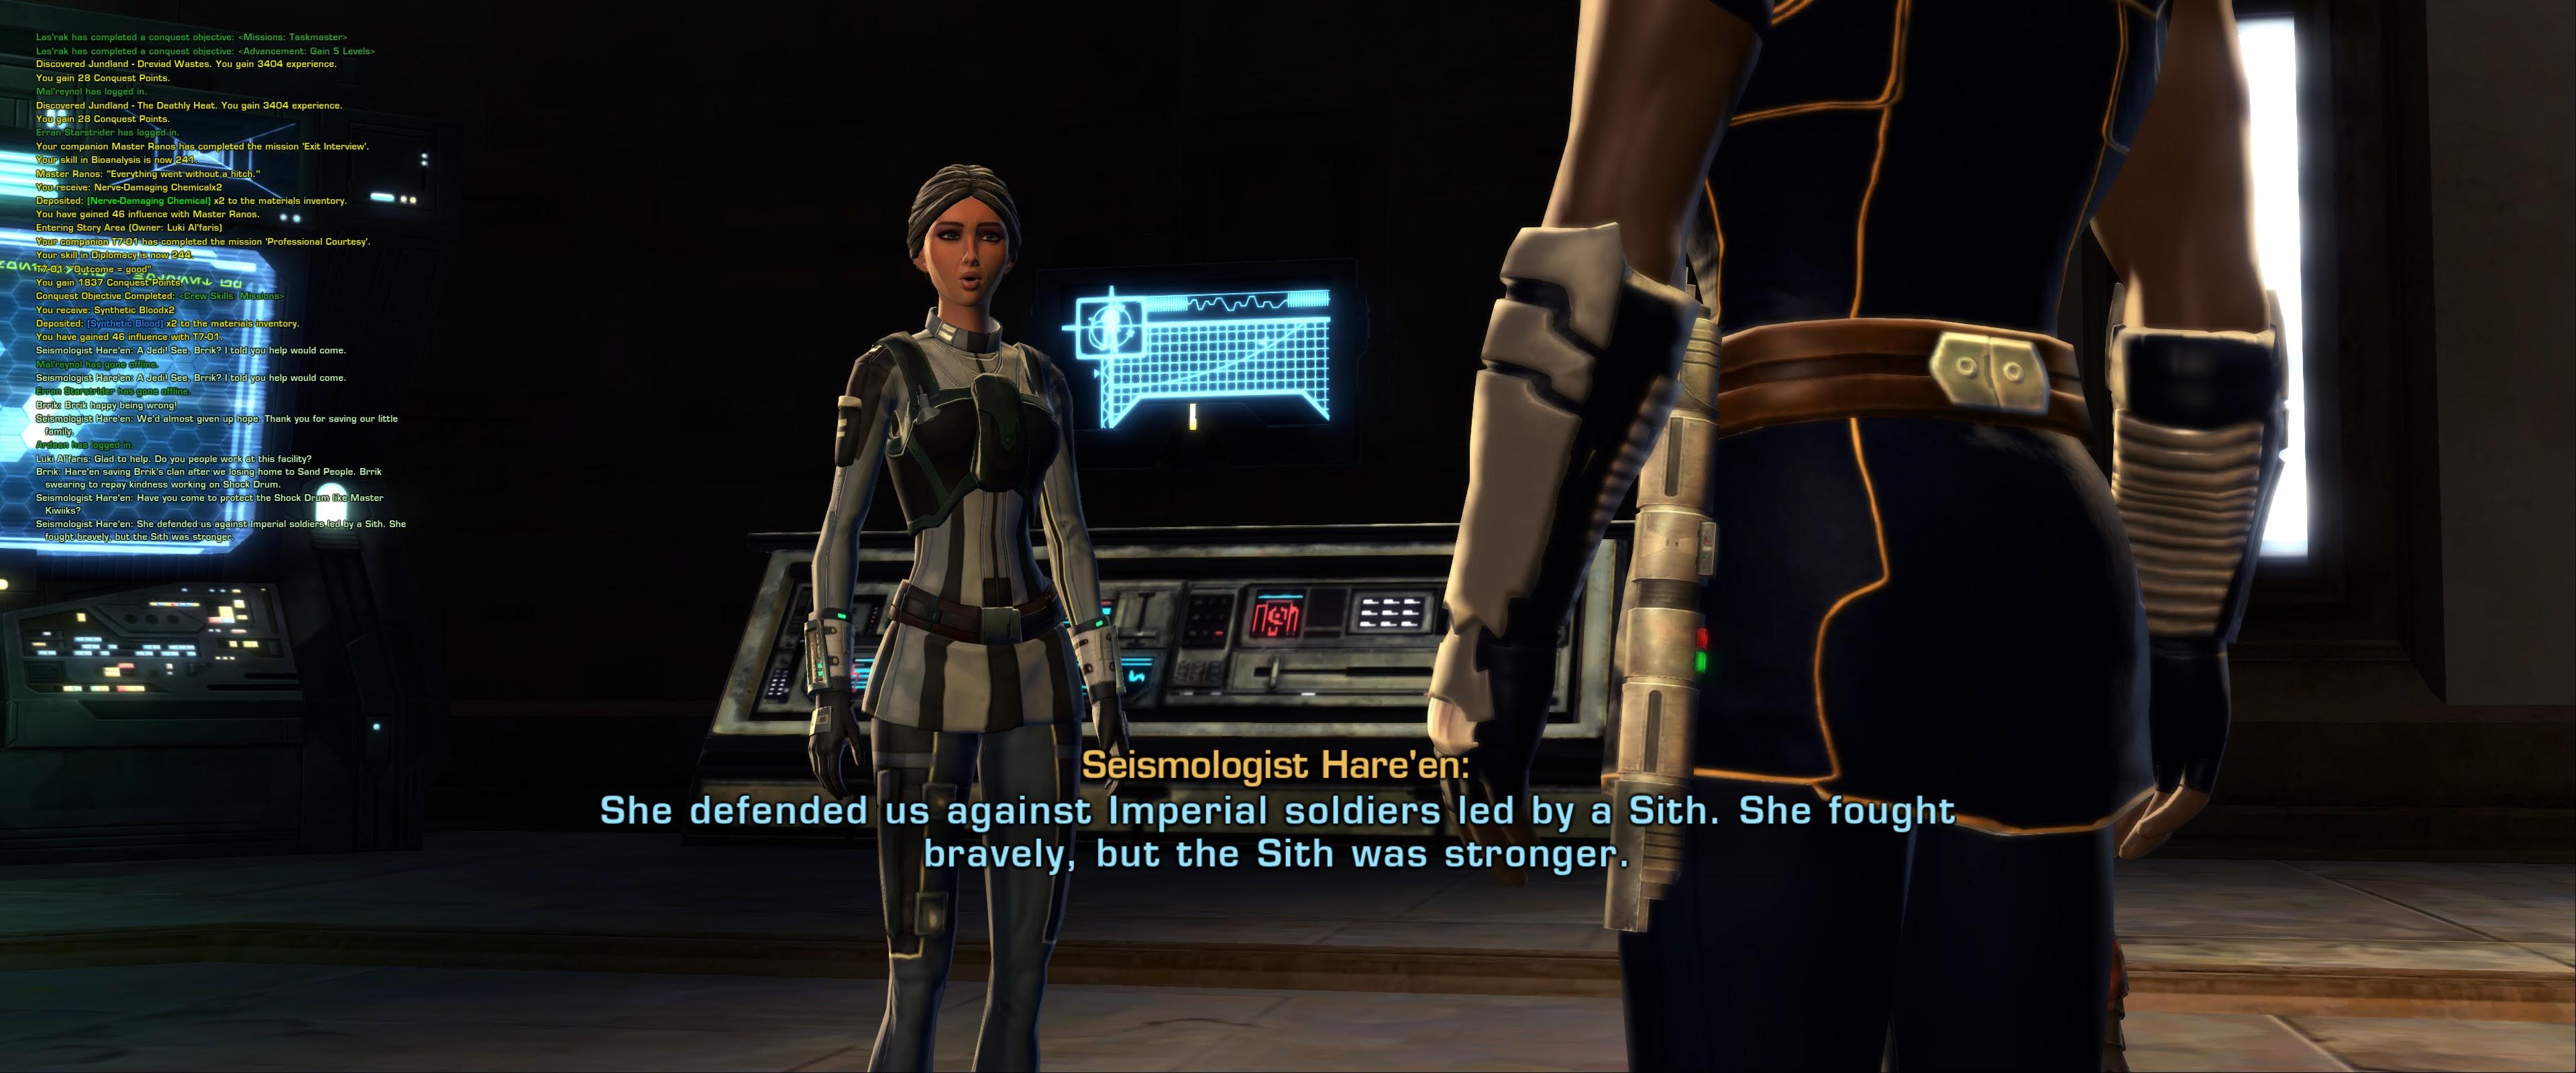 Las'rak has completed a conquest objective: <Missions: Taskmaster>
Las'rak has completed a conquest objective: <Advancement: Gain 5 Levels>
Discovered Jundland - Dreviad Wastes. You gain 3404 experience.
You gain 28 Conquest Points.
Mal'reynol has logged in.
Discovered Jundland - The Deathly Heat. You gain 3404 experience.
You gain 28 Conquest Points.
Erran Starstrider has logged in.
Your companion Master Ranos has completed the mission 'Exit Interview'.
Your skill in Bioanalysis is now 241.
Master Ranos: "Everything went without a hitch."
You receive: Nerve-Damaging Chemicalx2
Deposited: [Nerve-Damaging Chemical] x2 to the materials inventory.
You have gained 46 influence with Master Ranos.
Entering Story Area (Owner: Luki Al'faris)
Your companion T7-01 has completed the mission 'Professional Courtesy'.
Your skill in Diplomacy is now 244.
T7-01: "Outcome = good"
You gain 1837 Conquest Points.
Conquest Objective Completed: <Crew Skills: Missions>
You receive: Synthetic Bloodx2
Deposited: [Synthetic Blood] x2 to the materials inventory.
You have gained 46 influence with T7-01.
Seismologist Hare'en: A Jedi! See, Brrik? I told you help would come.
Mal'reynol has gone offline.
Seismologist Hare'en: A Jedi! See, Brrik? I told you help would come.
Erran Starstrider has gone offline.
Brrik: Brrik happy being wrong!
Seismologist Hare'en: We'd almost given up hope. Thank you for saving our little
family.
Ardeen has logged in.
Luki Al'faris: Glad to help. Do you people work at this facility?
Brrik: Hare'en saving Brrik's clan after we losing home to Sand People. Brrik
swearing to repay kindness working on Shock Drum.
Seismologist Hare'en: Have you come to protect the Shock Drum like Master
Kiwiiks?
Seismologist Hare'en: She defended us against Imperial soldiers led by a Sith. She
fought bravely, but the Sith was stronger.
Seismologist Hare'en:
She defended us against Imperial soldiers led by a Sith. She fought
bravely, but the Sith was stronger.